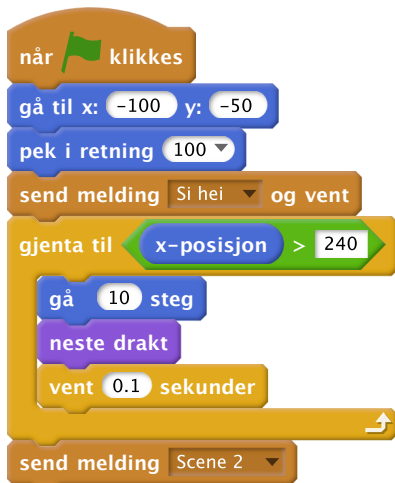 når klikkes
gå til x: -100 y: -50
pek i retning 100
send melding Si hei og vent
gjenta til x-posisjon > 240
gå 10 steg
neste drakt
vent 0.1 sekunder
send melding Scene 2